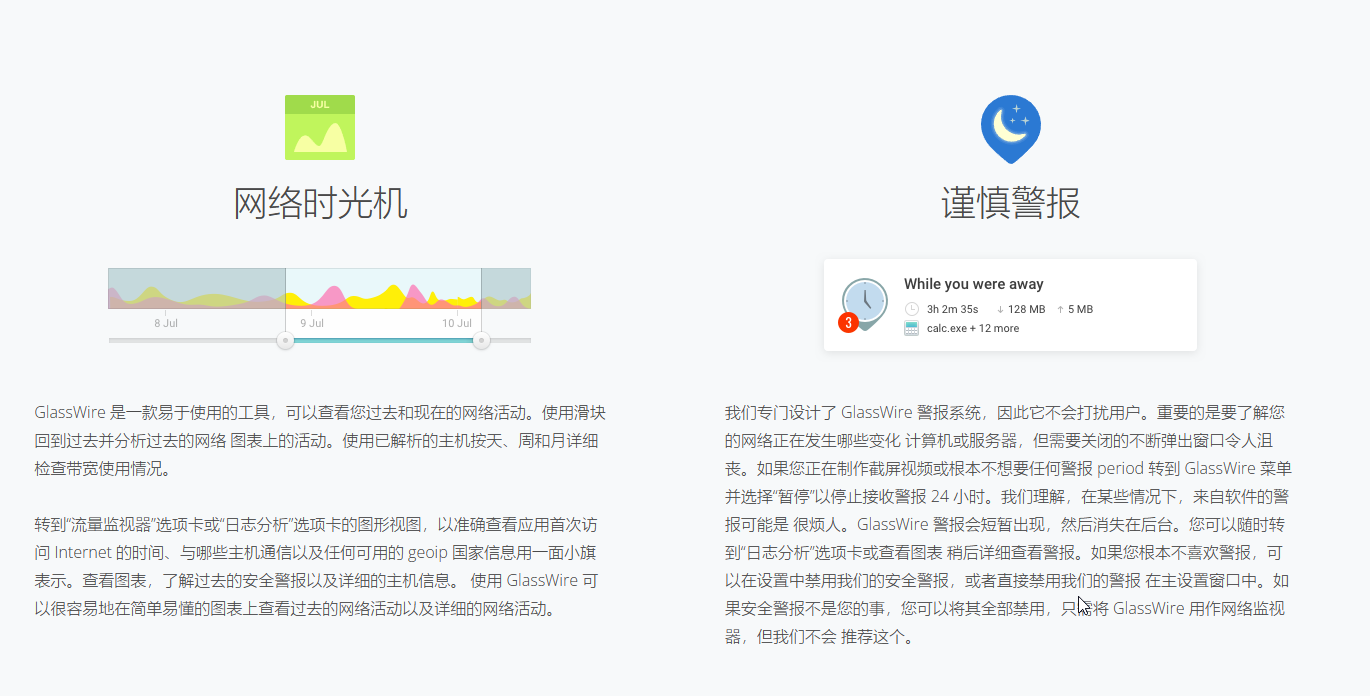 JUL
网络时光机
8 Jul
9 Jul
10 Jul
GlassWire 是一款易于使用的工具，可以查看您过去和现在的网络活动。使用滑块
回到过去并分析过去的网络 图表上的活动。使用已解析的主机按天、周和月详细
检查带宽使用情况。
转到“流量监视器”选项卡或“日志分析”选项卡的图形视图，以准确查看应用首次访
问 Internet 的时间、与哪些主机通信以及任何可用的 geoip 国家信息用一面小旗
表示。查看图表，了解过去的安全警报以及详细的主机信息。 使用 GlassWire 可
以很容易地在简单易懂的图表上查看过去的网络活动以及详细的网络活动。
谨慎警报
While you were away
3
3h 2m 35s ↓ 128 MB ↑ 5 MB
calc.exe + 12 more
我们专门设计了 GlassWire 警报系统，因此它不会打扰用户。重要的是要了解您
的网络正在发生哪些变化 计算机或服务器，但需要关闭的不断弹出窗口令人沮
丧。如果您正在制作截屏视频或根本不想要任何警报 period 转到 GlassWire 菜单
并选择“暂停”以停止接收警报 24 小时。我们理解，在某些情况下，来自软件的警
报可能是 很烦人。GlassWire 警报会短暂出现，然后消失在后台。您可以随时转
到“日志分析”选项卡或查看图表 稍后详细查看警报。如果您根本不喜欢警报，可
以在设置中禁用我们的安全警报，或者直接禁用我们的警报 在主设置窗口中。如
果安全警报不是您的事，您可以将其全部禁用，只需将 GlassWire 用作网络监视
器，但我们不会 推荐这个。